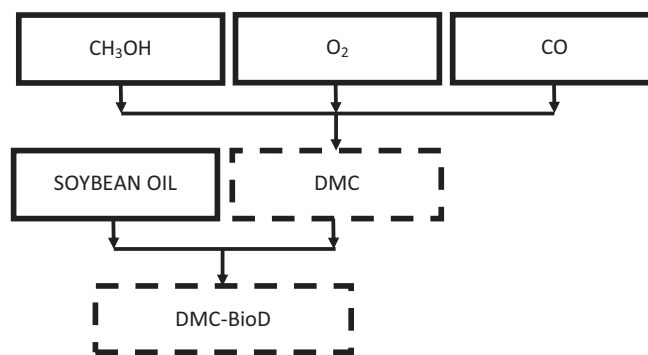 CH₃OH
O₂
CO
SOYBEAN OIL
DMC
DMC-BioD